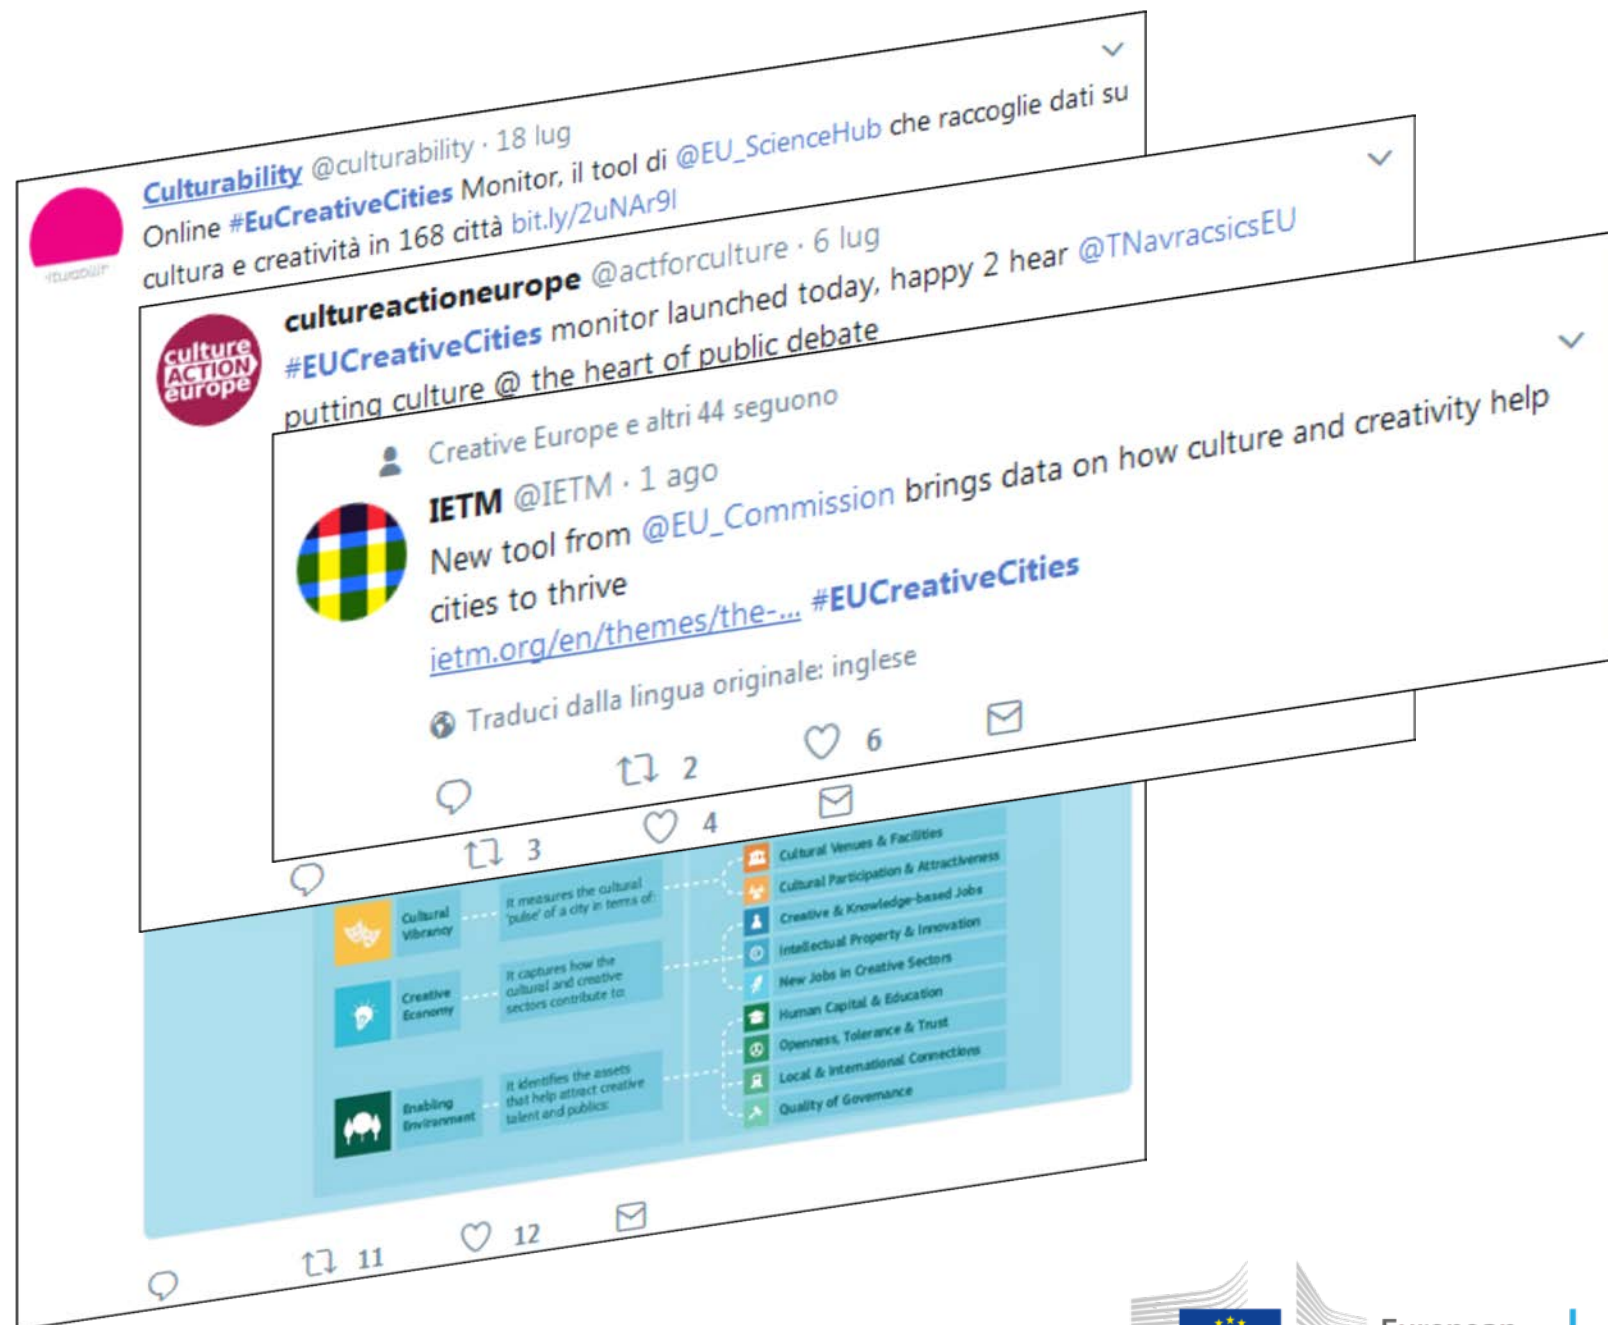 Culturability @culturability · 18 lug
Online #EuCreativeCities Monitor, il tool di @EU_ScienceHub che raccoglie dati su
cultura e creatività in 168 città bit.ly/2uNAr9l
culture
ACTION
europe
cultureactioneurope @actforculture · 6 lug
#EUCreativeCities monitor launched today, happy 2 hear @TNavracsicsEU
putting culture @ the heart of public debate
Creative Europe e altri 44 seguono
IETM @IETM · 1 ago
New tool from @EU_Commission brings data on how culture and creativity help
cities to thrive
ietm.org/en/themes/the-... #EUCreativeCities
Traduci dalla lingua originale: inglese
2 6
3 4
Cultural
Vibrancy
It measures the cultural
'pulse' of a city in terms of:
Cultural Venues & Facilities
Cultural Participation & Attractiveness
Creative
Economy
It captures how the
cultural and creative
sectors contribute to:
Creative & Knowledge-based Jobs
Intellectual Property & Innovation
New Jobs in Creative Sectors
Enabling
Environment
It identifies the assets
that help attract creative
talent and publics:
Human Capital & Education
Openness, Tolerance & Trust
Local & International Connections
Quality of Governance
11 12